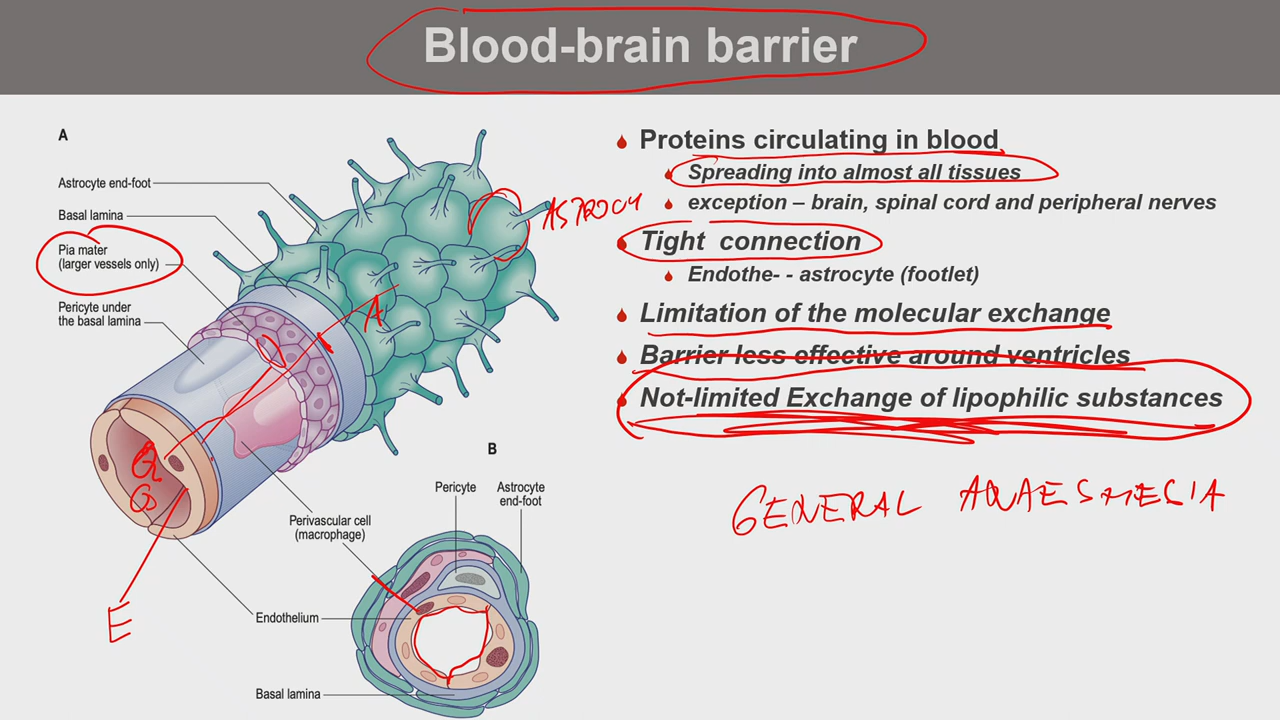 Blood-brain barrier
A
Astrocyte end-foot
Basal lamina
Pia mater
(larger vessels only)
Pericyte under
the basal lamina
Perivascular cell
(macrophage)
Endothelium
Basal lamina
B
Pericyte
Astrocyte
end-foot
E
A
ASTROCY
Proteins circulating in blood
Spreading into almost all tissues
exception – brain, spinal cord and peripheral nerves
Tight connection
Endothe- - astrocyte (footlet)
Limitation of the molecular exchange
Barrier less effective around ventricles
Not-limited Exchange of lipophilic substances
GENERAL ANAESTHESIA